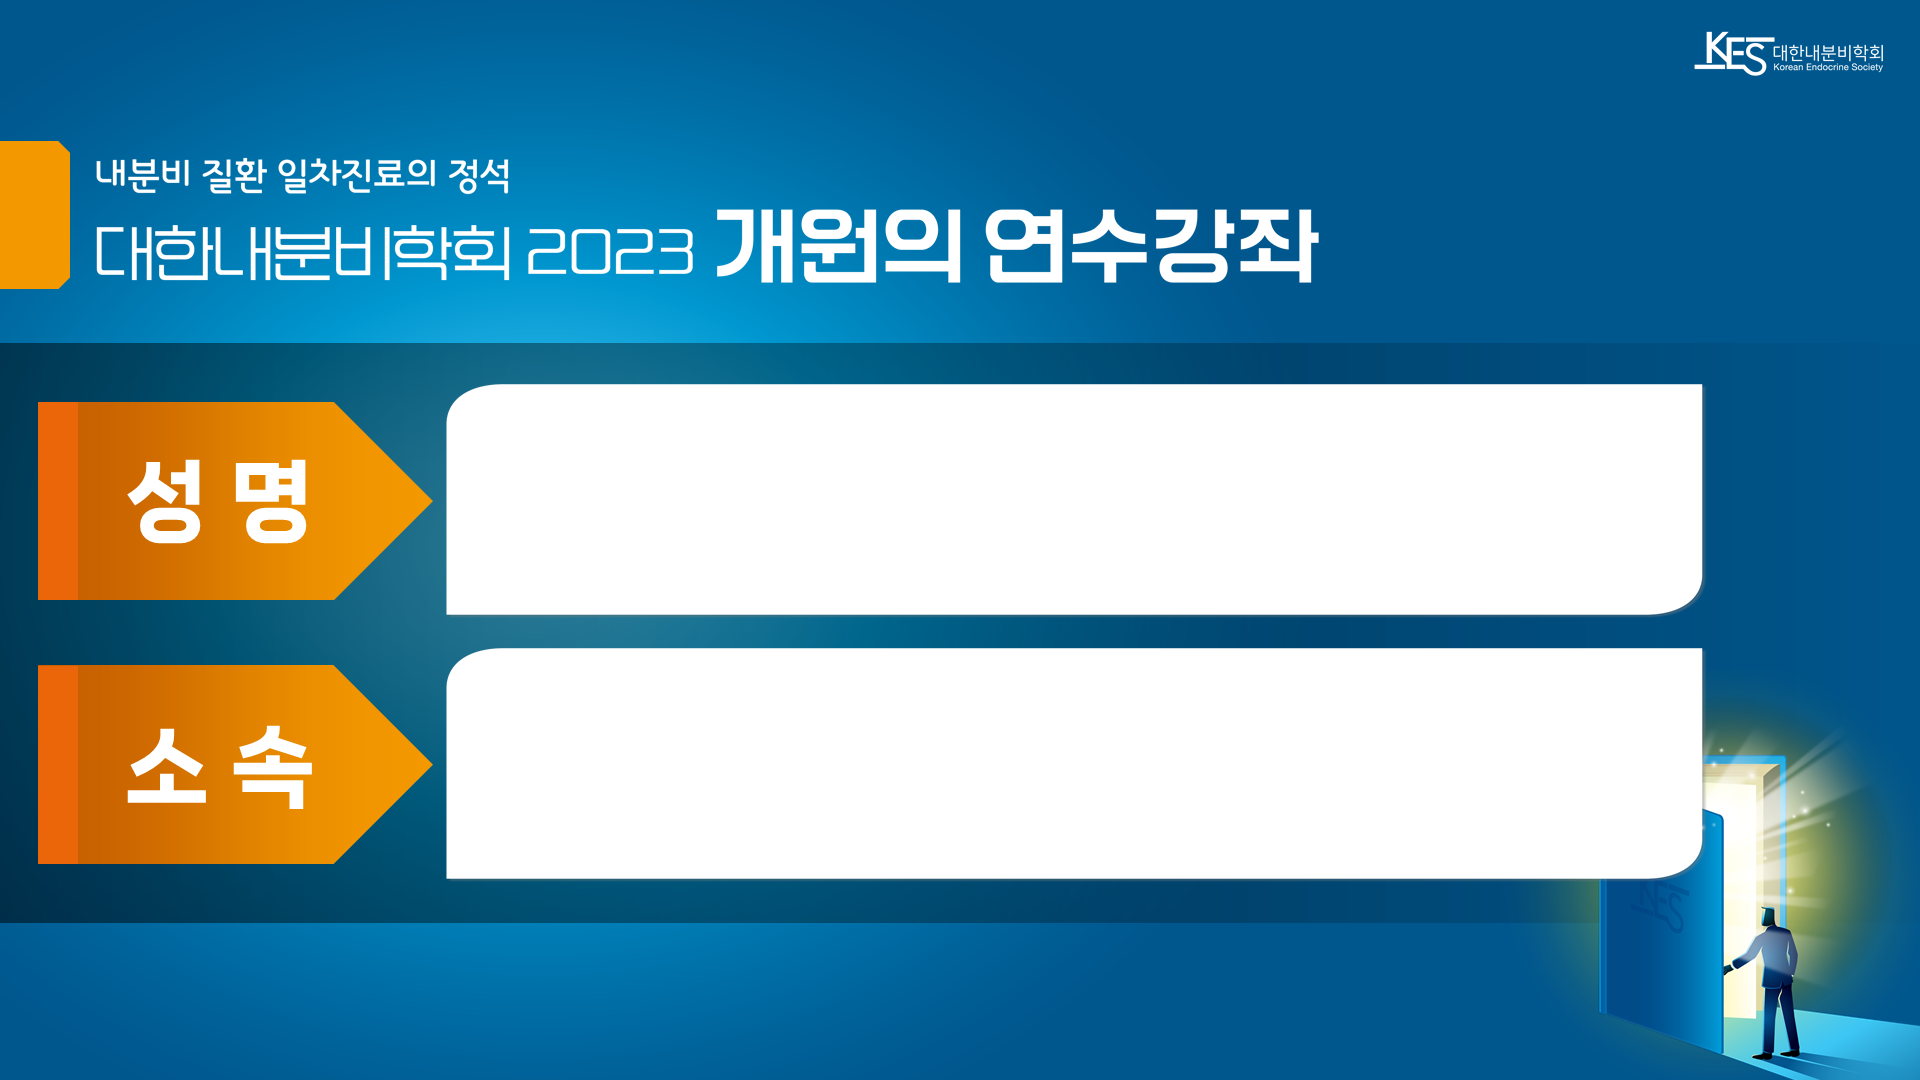 KES 대한내분비학회
Korean Endocrine Society
내분비 질환 일차진료의 정석
대한내분비학회 2023 개원의 연수강좌
성 명
소 속
KES